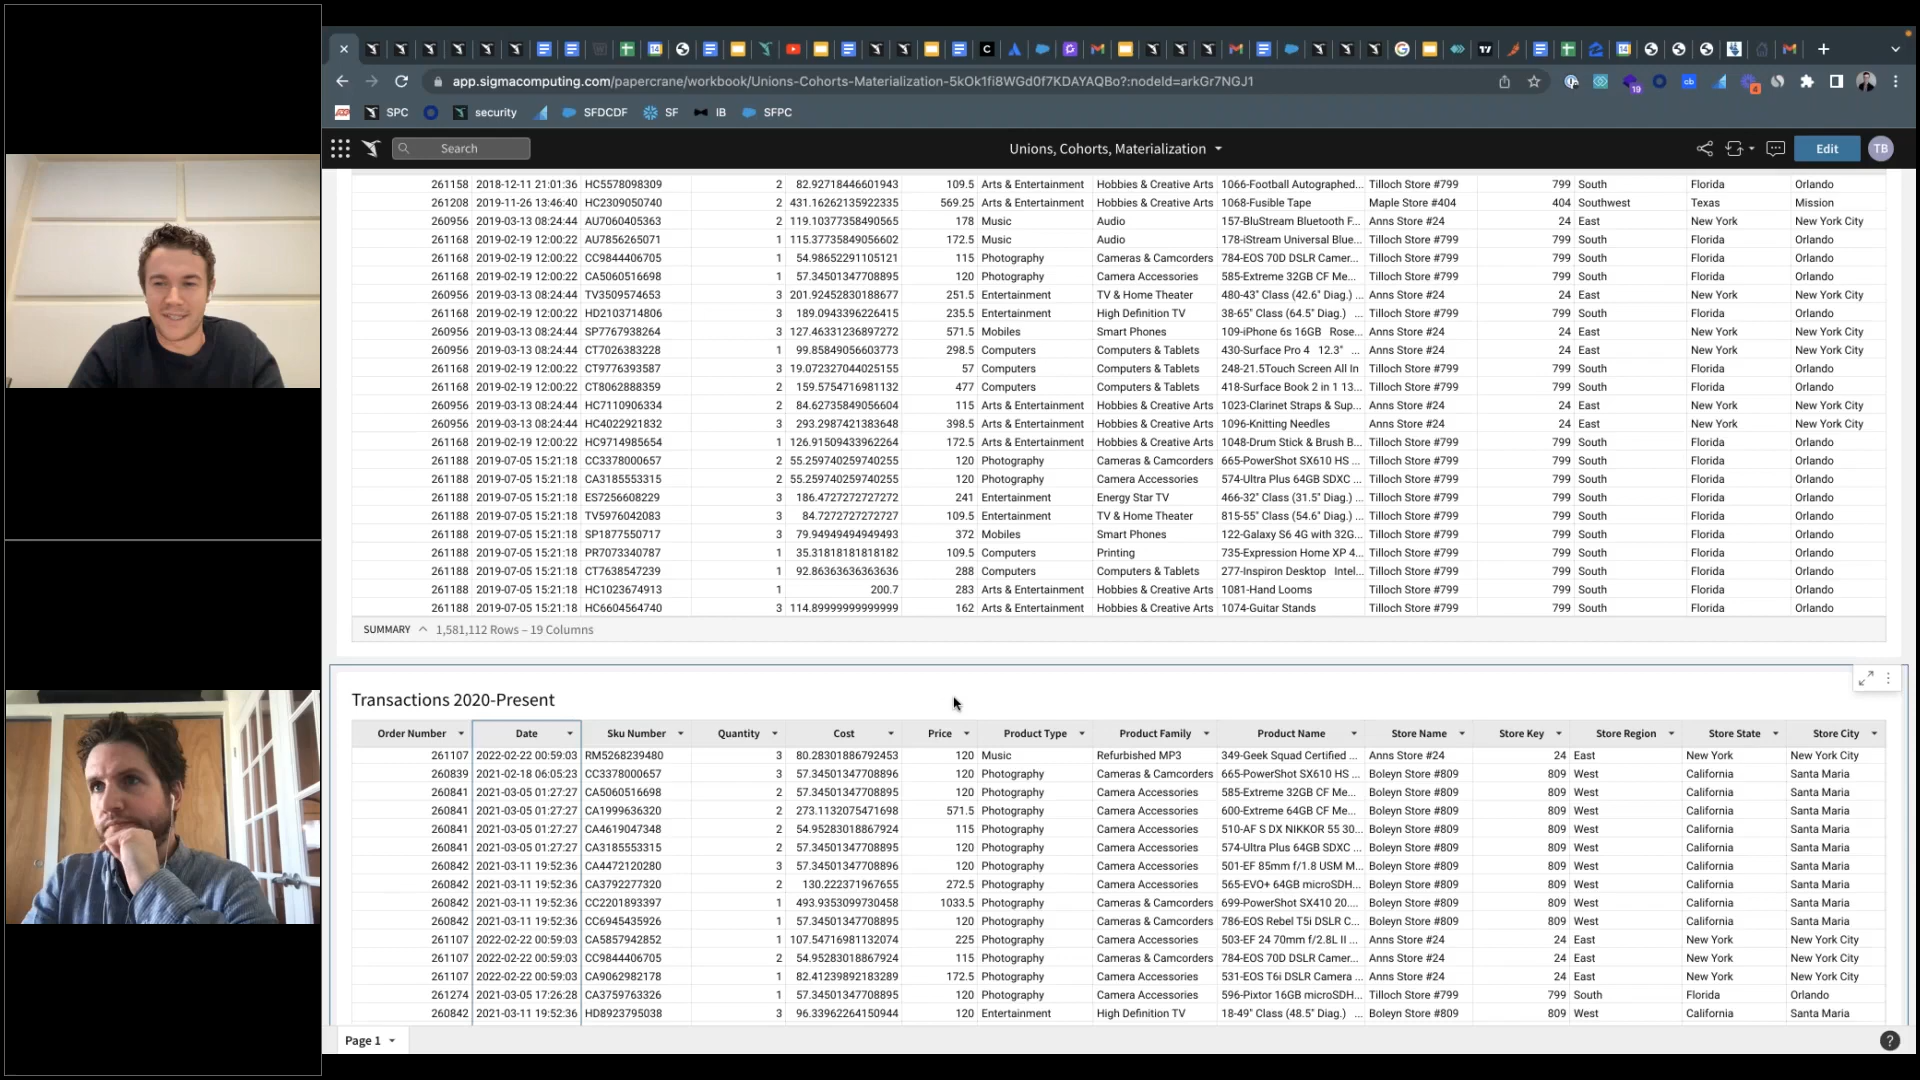 app.sigmacomputing.com/papercrane/workbook/Unions-Cohorts-Materialization-5kOk1fi8WGd0f7KDAYAQBo?:nodeId=arkGr7NGJ1
SPC security SFDCDF SF IB SFPC
Search Unions, Cohorts, Materialization Edit TB
261158 2018-12-11 21:01:36 HC5578098309 2 82.92718446601943 109.5 Arts & Entertainment Hobbies & Creative Arts 1066-Football Autographed... Tilloch Store #799 799 South Florida Orlando
261208 2019-11-26 13:46:40 HC2309050740 2 431.16262135922335 569.25 Arts & Entertainment Hobbies & Creative Arts 1068-Fusible Tape Maple Store #404 404 Southwest Texas Mission
260956 2019-03-13 08:24:44 AU7060405363 2 119.10377358490565 178 Music Audio 157-BluStream Bluetooth F... Anns Store #24 24 East New York New York City
261168 2019-02-19 12:00:22 AU7856265071 1 115.37735849056602 172.5 Music Audio 178-iStream Universal Blue... Tilloch Store #799 799 South Florida Orlando
261168 2019-02-19 12:00:22 CC9844406705 1 54.98652291105121 115 Photography Cameras & Camcorders 784-EOS 70D DSLR Camer... Tilloch Store #799 799 South Florida Orlando
261168 2019-02-19 12:00:22 CA5060516698 1 57.34501347708895 120 Photography Camera Accessories 585-Extreme 32GB CF Me... Tilloch Store #799 799 South Florida Orlando
260956 2019-03-13 08:24:44 TV3509574653 3 201.92452830188677 251.5 Entertainment TV & Home Theater 480-43" Class (42.6" Diag.) ... Anns Store #24 24 East New York New York City
261168 2019-02-19 12:00:22 HD2103714806 3 189.0943396226415 235.5 Entertainment High Definition TV 38-65" Class (64.5" Diag.) ... Tilloch Store #799 799 South Florida Orlando
260956 2019-03-13 08:24:44 SP7767938264 3 127.46331236897272 571.5 Mobiles Smart Phones 109-iPhone 6s 16GB Rose... Anns Store #24 24 East New York New York City
260956 2019-03-13 08:24:44 CT7026383228 1 99.85849056603773 298.5 Computers Computers & Tablets 430-Surface Pro 4 12.3" ... Anns Store #24 24 East New York New York City
261168 2019-02-19 12:00:22 CT9776393587 3 19.072327044025155 57 Computers Computers & Tablets 248-21.5Touch Screen All In Tilloch Store #799 799 South Florida Orlando
261168 2019-02-19 12:00:22 CT8062888359 2 159.5754716981132 477 Computers Computers & Tablets 418-Surface Book 2 in 1 13... Tilloch Store #799 799 South Florida Orlando
260956 2019-03-13 08:24:44 HC7110906334 2 84.62735849056604 115 Arts & Entertainment Hobbies & Creative Arts 1023-Clarinet Straps & Sup... Anns Store #24 24 East New York New York City
260956 2019-03-13 08:24:44 HC4022921832 3 293.2987421383648 398.5 Arts & Entertainment Hobbies & Creative Arts 1096-Knitting Needles Anns Store #24 24 East New York New York City
261168 2019-02-19 12:00:22 HC9714985654 1 126.91509433962264 172.5 Arts & Entertainment Hobbies & Creative Arts 1048-Drum Stick & Brush B... Tilloch Store #799 799 South Florida Orlando
261188 2019-07-05 15:21:18 CC3378000657 2 55.259740259740255 120 Photography Cameras & Camcorders 665-PowerShot SX610 HS ... Tilloch Store #799 799 South Florida Orlando
261188 2019-07-05 15:21:18 CA3185553315 2 55.259740259740255 120 Photography Camera Accessories 574-Ultra Plus 64GB SDXC ... Tilloch Store #799 799 South Florida Orlando
261188 2019-07-05 15:21:18 ES7256608229 3 186.4727272727272 241 Entertainment Energy Star TV 466-32" Class (31.5" Diag.) ... Tilloch Store #799 799 South Florida Orlando
261188 2019-07-05 15:21:18 TV5976042083 3 84.7272727272727 109.5 Entertainment TV & Home Theater 815-55" Class (54.6" Diag.) ... Tilloch Store #799 799 South Florida Orlando
261188 2019-07-05 15:21:18 SP1877550717 3 79.94949494949493 372 Mobiles Smart Phones 122-Galaxy S6 4G with 32G... Tilloch Store #799 799 South Florida Orlando
261188 2019-07-05 15:21:18 PR7073340787 1 35.31818181818182 109.5 Computers Printing 735-Expression Home XP 4... Tilloch Store #799 799 South Florida Orlando
261188 2019-07-05 15:21:18 CT7638547239 1 92.86363636363636 288 Computers Computers & Tablets 277-Inspiron Desktop Intel... Tilloch Store #799 799 South Florida Orlando
261188 2019-07-05 15:21:18 HC1023674913 1 200.7 283 Arts & Entertainment Hobbies & Creative Arts 1081-Hand Looms Tilloch Store #799 799 South Florida Orlando
261188 2019-07-05 15:21:18 HC6604564740 3 114.89999999999999 162 Arts & Entertainment Hobbies & Creative Arts 1074-Guitar Stands Tilloch Store #799 799 South Florida Orlando
SUMMARY 1,581,112 Rows – 19 Columns
Transactions 2020-Present
Order Number Date Sku Number Quantity Cost Price Product Type Product Family Product Name Store Name Store Key Store Region Store State Store City
261107 2022-02-22 00:59:03 RM5268239480 3 80.28301886792453 120 Music Refurbished MP3 349-Geek Squad Certified ... Anns Store #24 24 East New York New York City
260839 2021-02-18 06:05:23 CC3378000657 3 57.34501347708896 120 Photography Cameras & Camcorders 665-PowerShot SX610 HS ... Boleyn Store #809 809 West California Santa Maria
260841 2021-03-05 01:27:27 CA5060516698 2 57.34501347708895 120 Photography Camera Accessories 585-Extreme 32GB CF Me... Boleyn Store #809 809 West California Santa Maria
260841 2021-03-05 01:27:27 CA1999636320 2 273.1132075471698 571.5 Photography Camera Accessories 600-Extreme 64GB CF Me... Boleyn Store #809 809 West California Santa Maria
260841 2021-03-05 01:27:27 CA4619047348 2 54.95283018867924 115 Photography Camera Accessories 510-AF S DX NIKKOR 55 30... Boleyn Store #809 809 West California Santa Maria
260841 2021-03-05 01:27:27 CA3185553315 2 57.34501347708895 120 Photography Camera Accessories 574-Ultra Plus 64GB SDXC ... Boleyn Store #809 809 West California Santa Maria
260842 2021-03-11 19:52:36 CA4472120280 3 57.34501347708896 120 Photography Camera Accessories 501-EF 85mm f/1.8 USM M... Boleyn Store #809 809 West California Santa Maria
260842 2021-03-11 19:52:36 CA3792277320 2 130.222371967655 272.5 Photography Camera Accessories 565-EVO+ 64GB microSDH... Boleyn Store #809 809 West California Santa Maria
260842 2021-03-11 19:52:36 CC2201893397 1 493.9353099730458 1033.5 Photography Cameras & Camcorders 699-PowerShot SX410 20.... Boleyn Store #809 809 West California Santa Maria
260842 2021-03-11 19:52:36 CC6945435926 1 57.34501347708895 120 Photography Camera Accessories 786-EOS Rebel T5i DSLR C... Boleyn Store #809 809 West California Santa Maria
261107 2022-02-22 00:59:03 CA5857942852 1 107.54716981132074 225 Photography Camera Accessories 503-EF 24 70mm f/2.8L II ... Anns Store #24 24 East New York New York City
261107 2022-02-22 00:59:03 CC9844406705 2 54.95283018867924 115 Photography Cameras & Camcorders 784-EOS 70D DSLR Camer... Anns Store #24 24 East New York New York City
261107 2022-02-22 00:59:03 CA9062982178 1 82.41239892183289 172.5 Photography Camera Accessories 531-EOS T6i DSLR Camera ... Anns Store #24 24 East New York New York City
261274 2021-03-05 17:26:28 CA3759763326 1 57.34501347708895 120 Photography Camera Accessories 596-Pixtor 16GB microSDH... Tilloch Store #799 799 South Florida Orlando
260842 2021-03-11 19:52:36 HD8923795038 3 96.33962264150944 120 Entertainment High Definition TV 18-49" Class (48.5" Diag.) ... Boleyn Store #809 809 West California Santa Maria
Page 1